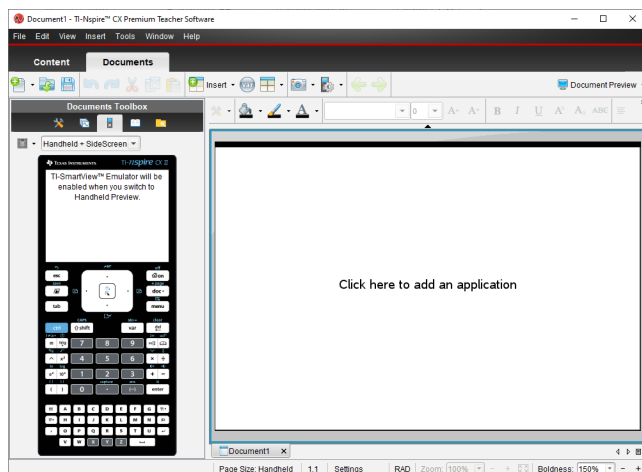 Document1 - TI-Nspire™ CX Premium Teacher Software
File Edit View Insert Tools Window Help
Content Documents
Insert Document Preview
Documents Toolbox
0 A+ A- B I U ABC
Handheld + SideScreen
TEXAS INSTRUMENTS TI-nspire CX II
TI-SmartView™ Emulator will be
enabled when you switch to
Handheld Preview.
esc on
doc
tab menu
ctrl shift var del
7 8 9
4 5 6
1 2 3
0 . (−) enter
A B C D E F G
H I J K L M N
O P Q R S T U
V W X Y Z
Click here to add an application
Document1
Page Size: Handheld 1.1 Settings RAD Zoom: 100% Boldness: 150%